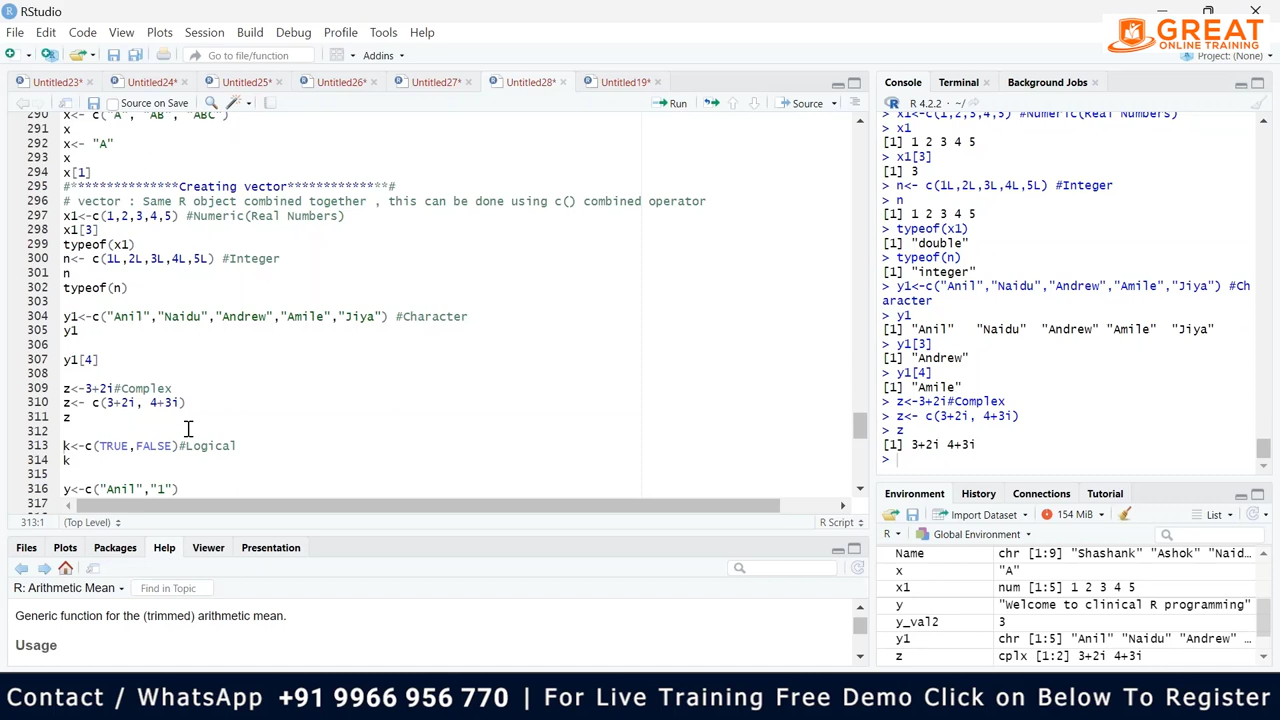 RStudio
File Edit Code View Plots Session Build Debug Profile Tools Help
GREAT
ONLINE TRAINING
Go to file/function
Addins
Project: (None)
Untitled23* Untitled24* Untitled25* Untitled26* Untitled27* Untitled28* Untitled19*
Source on Save
Run
Source
290 x<- c("A", "AB", "ABC")
291 x
292 x<- "A"
293 x
294 x[1]
295 #**************Creating vector**************#
296 # vector : Same R object combined together , this can be done using c() combined operator
297 x1<-c(1,2,3,4,5) #Numeric(Real Numbers)
298 x1[3]
299 typeof(x1)
300 n<- c(1L,2L,3L,4L,5L) #Integer
301 n
302 typeof(n)
303
304 y1<-c("Anil","Naidu","Andrew","Amile","Jiya") #Character
305 y1
306
307 y1[4]
308
309 z<-3+2i#Complex
310 z<- c(3+2i, 4+3i)
311 z
312
313 k<-c(TRUE,FALSE)#Logical
314 k
315
316 y<-c("Anil","1")
317
313:1 (Top Level) R Script
Console Terminal Background Jobs
R 4.2.2 · ~/
> x1<-c(1,2,3,4,5) #Numeric(Real Numbers)
> x1
[1] 1 2 3 4 5
> x1[3]
[1] 3
> n<- c(1L,2L,3L,4L,5L) #Integer
> n
[1] 1 2 3 4 5
> typeof(x1)
[1] "double"
> typeof(n)
[1] "integer"
> y1<-c("Anil","Naidu","Andrew","Amile","Jiya") #Ch
aracter
> y1
[1] "Anil" "Naidu" "Andrew" "Amile" "Jiya"
> y1[3]
[1] "Andrew"
> y1[4]
[1] "Amile"
> z<-3+2i#Complex
> z<- c(3+2i, 4+3i)
> z
[1] 3+2i 4+3i
>
Environment History Connections Tutorial
Import Dataset 154 MiB List
R Global Environment
Name chr [1:9] "Shashank" "Ashok" "Naid…
x "A"
x1 num [1:5] 1 2 3 4 5
y "Welcome to clinical R programming"
y_val2 3
y1 chr [1:5] "Anil" "Naidu" "Andrew" …
z cplx [1:2] 3+2i 4+3i
Files Plots Packages Help Viewer Presentation
R: Arithmetic Mean Find in Topic
Generic function for the (trimmed) arithmetic mean.
Usage
Contact / WhatsApp +91 9966 956 770 | For Live Training Free Demo Click on Below To Register